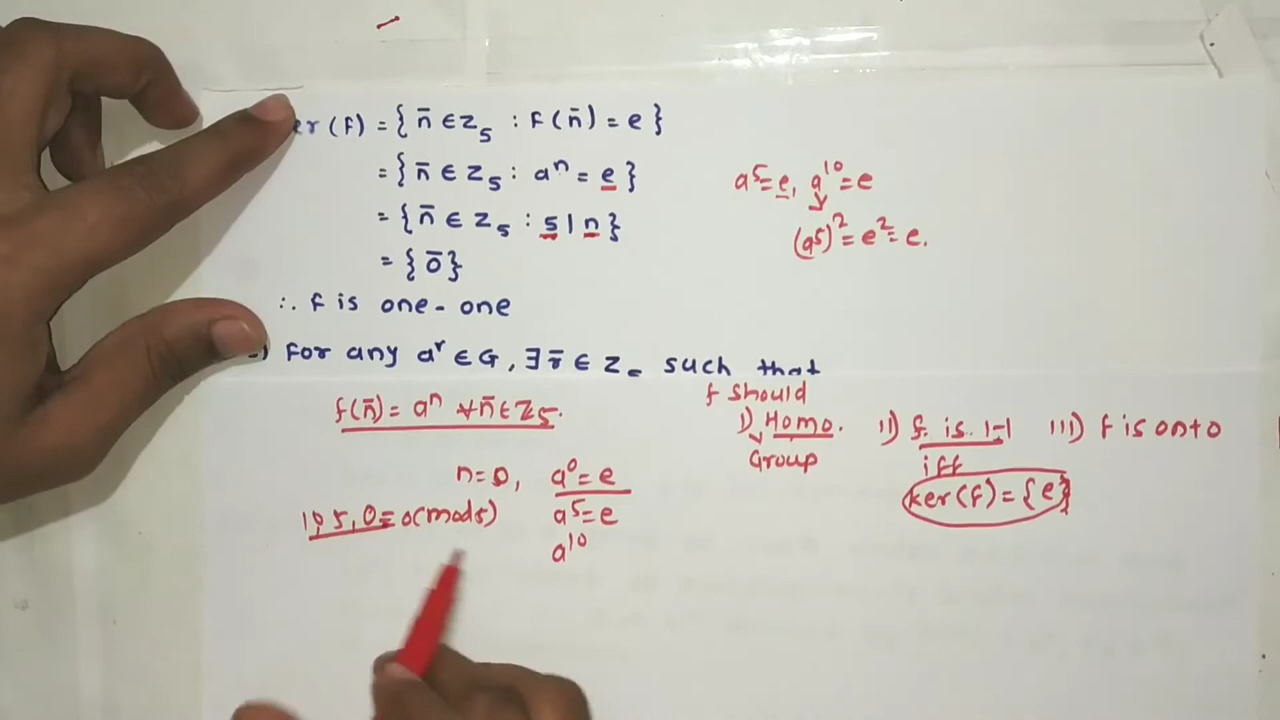 er (f) = { n̄ ∈ Z₅ : f(n̄) = e }
= { n̄ ∈ Z₅ : aⁿ = e }
= { n̄ ∈ Z₅ : 5 | n }
= { 0̄ }
∴ f is one-one
a⁵=e, a¹⁰=e
(a⁵)² = e² = e.
) For any aʳ ∈ G, ∃ r̄ ∈ Z such that
f(n̄) = aⁿ ∀ n̄ ∈ Z₅.
f should
i) Homo.
Group
ii) f is 1-1
iff
ker(f) = {e}
iii) f is onto
n=0, a⁰=e
10, 5, 0 ≡ 0(mod 5)
a⁵=e
a¹⁰